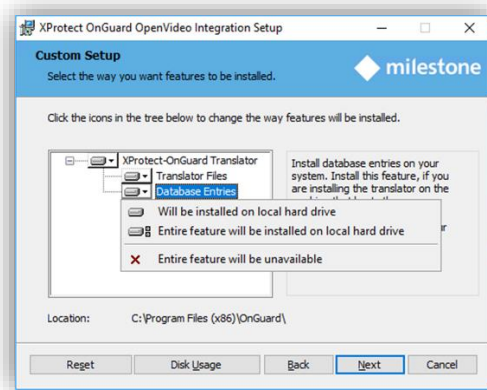 XProtect OnGuard OpenVideo Integration Setup
Custom Setup
Select the way you want features to be installed.
milestone
Click the icons in the tree below to change the way features will be installed.
XProtect-OnGuard Translator
Translator Files
Database Entries
Install database entries on your
system. Install this feature, if you
are installing the translator on the
Will be installed on local hard drive
Entire feature will be installed on local hard drive
Entire feature will be unavailable
Location: C:\Program Files (x86)\OnGuard\
Reset Disk Usage Back Next Cancel